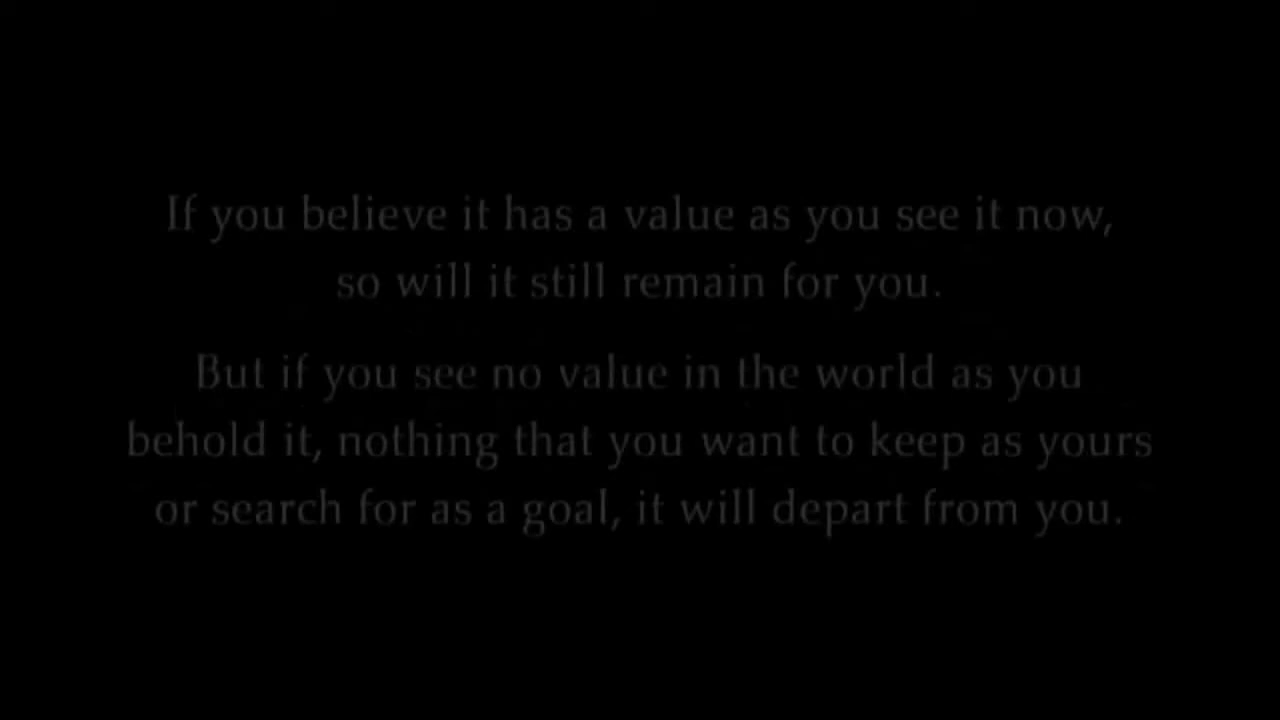 If you believe it has a value as you see it now,
so will it still remain for you.
But if you see no value in the world as you
behold it, nothing that you want to keep as yours
or search for as a goal, it will depart from you.